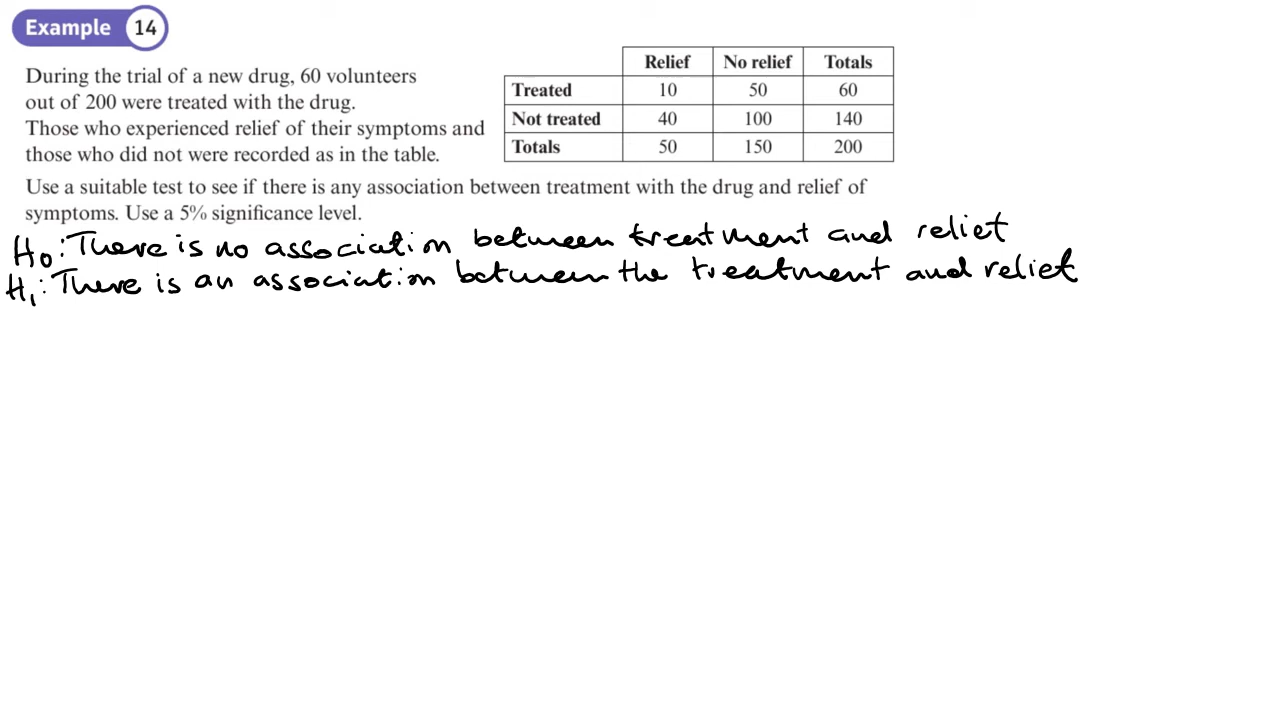 Example 14
During the trial of a new drug, 60 volunteers
out of 200 were treated with the drug.
Those who experienced relief of their symptoms and
those who did not were recorded as in the table.
Relief No relief Totals
Treated 10 50 60
Not treated 40 100 140
Totals 50 150 200
Use a suitable test to see if there is any association between treatment with the drug and relief of
symptoms. Use a 5% significance level.
H₀: There is no association between treatment and relief
H₁: There is an association between the treatment and relief